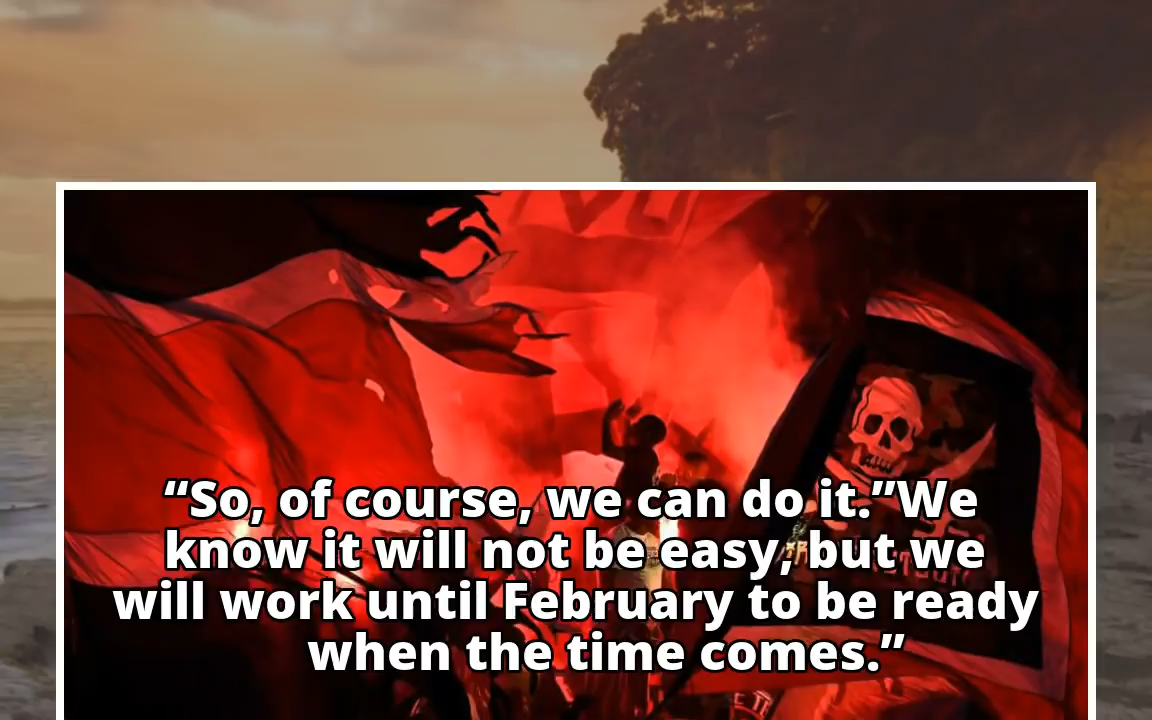 “So, of course, we can do it.”We
know it will not be easy, but we
will work until February to be ready
when the time comes.”